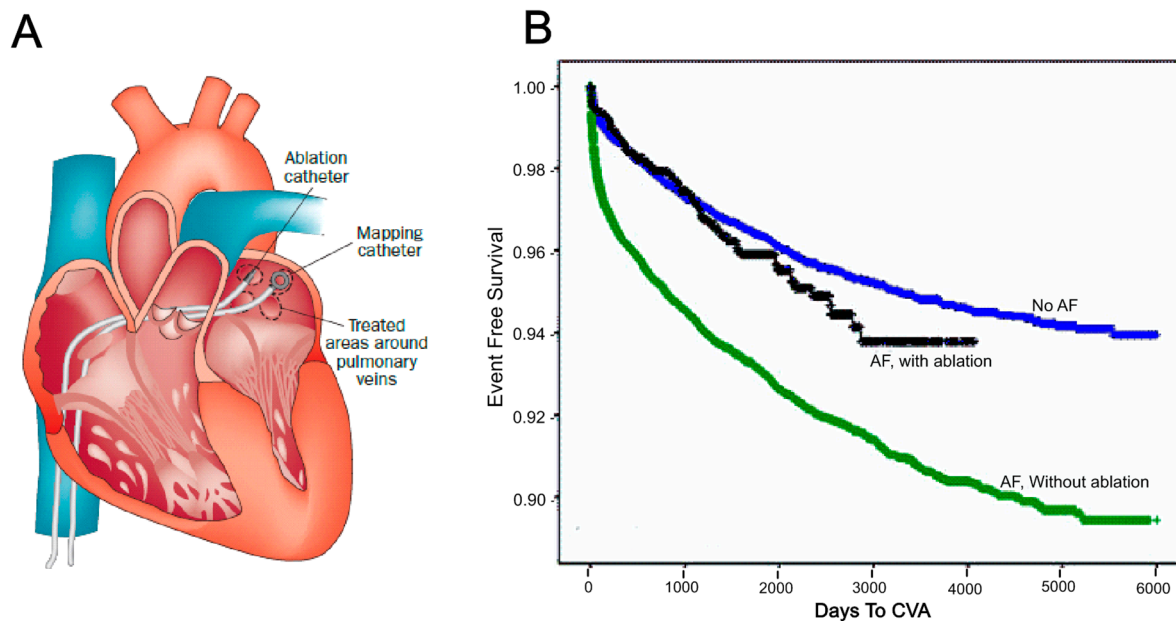 A
Ablation
catheter
Mapping
catheter
Treated
areas around
pulmonary
veins
B
Event Free Survival
1.00
0.98
0.96
0.94
0.92
0.90
No AF
AF, with ablation
AF, Without ablation
0 1000 2000 3000 4000 5000 6000
Days To CVA